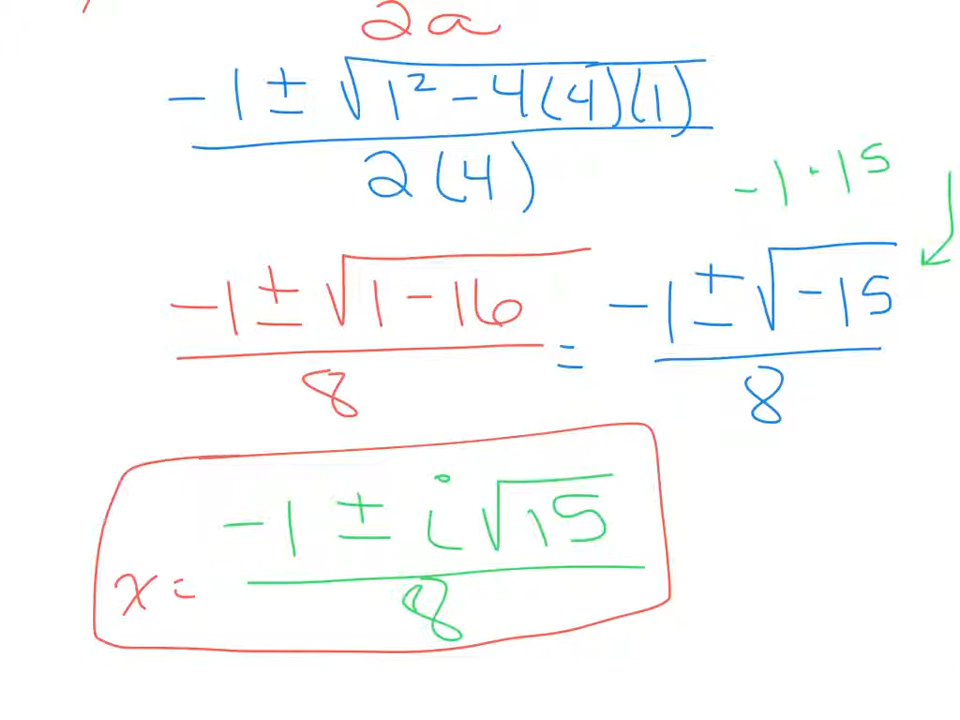 2a
-1 ± √1² - 4(4)(1)
2(4)
-1 · 15
-1 ± √1 - 16 = -1 ± √-15
8 8
-1 ± i√15
x =
8